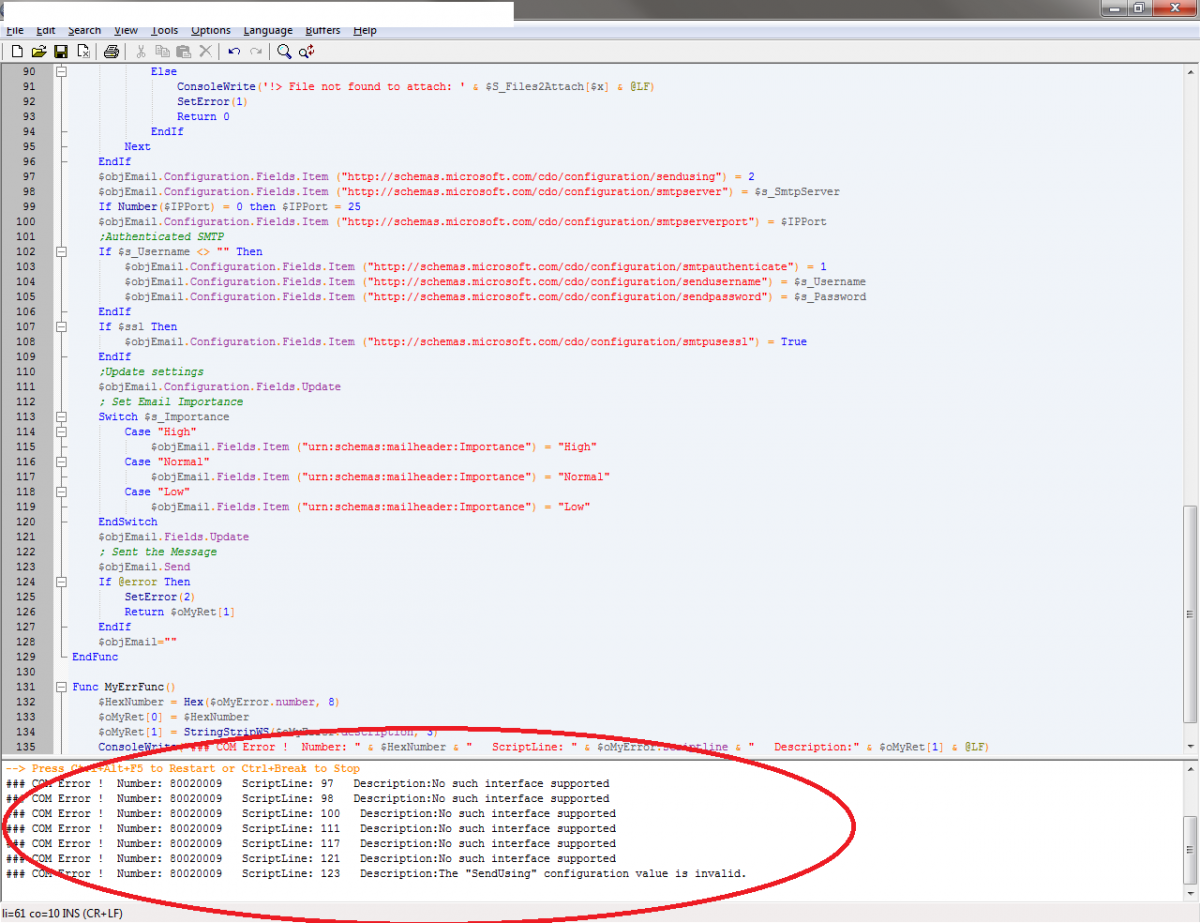 File Edit Search View Tools Options Language Buffers Help
90 Else
91 ConsoleWrite('!> File not found to attach: ' & $S_Files2Attach[$x] & @LF)
92 SetError(1)
93 Return 0
94 EndIf
95 Next
96 EndIf
97 $objEmail.Configuration.Fields.Item ("http://schemas.microsoft.com/cdo/configuration/sendusing") = 2
98 $objEmail.Configuration.Fields.Item ("http://schemas.microsoft.com/cdo/configuration/smtpserver") = $s_SmtpServer
99 If Number($IPPort) = 0 then $IPPort = 25
100 $objEmail.Configuration.Fields.Item ("http://schemas.microsoft.com/cdo/configuration/smtpserverport") = $IPPort
101 ;Authenticated SMTP
102 If $s_Username <> "" Then
103 $objEmail.Configuration.Fields.Item ("http://schemas.microsoft.com/cdo/configuration/smtpauthenticate") = 1
104 $objEmail.Configuration.Fields.Item ("http://schemas.microsoft.com/cdo/configuration/sendusername") = $s_Username
105 $objEmail.Configuration.Fields.Item ("http://schemas.microsoft.com/cdo/configuration/sendpassword") = $s_Password
106 EndIf
107 If $ssl Then
108 $objEmail.Configuration.Fields.Item ("http://schemas.microsoft.com/cdo/configuration/smtpusessl") = True
109 EndIf
110 ;Update settings
111 $objEmail.Configuration.Fields.Update
112 ; Set Email Importance
113 Switch $s_Importance
114 Case "High"
115 $objEmail.Fields.Item ("urn:schemas:mailheader:Importance") = "High"
116 Case "Normal"
117 $objEmail.Fields.Item ("urn:schemas:mailheader:Importance") = "Normal"
118 Case "Low"
119 $objEmail.Fields.Item ("urn:schemas:mailheader:Importance") = "Low"
120 EndSwitch
121 $objEmail.Fields.Update
122 ; Sent the Message
123 $objEmail.Send
124 If @error Then
125 SetError(2)
126 Return $oMyRet[1]
127 EndIf
128 $objEmail=""
129 EndFunc
130
131 Func MyErrFunc()
132 $HexNumber = Hex($oMyError.number, 8)
133 $oMyRet[0] = $HexNumber
134 $oMyRet[1] = StringStripWS($oMyError.description, 3)
135 ConsoleWrite("### COM Error ! Number: " & $HexNumber & " ScriptLine: " & $oMyError.scriptline & " Description:" & $oMyRet[1] & @LF)
--> Press Ctrl+Alt+F5 to Restart or Ctrl+Break to Stop
### COM Error ! Number: 80020009 ScriptLine: 97 Description:No such interface supported
### COM Error ! Number: 80020009 ScriptLine: 98 Description:No such interface supported
### COM Error ! Number: 80020009 ScriptLine: 100 Description:No such interface supported
### COM Error ! Number: 80020009 ScriptLine: 111 Description:No such interface supported
### COM Error ! Number: 80020009 ScriptLine: 117 Description:No such interface supported
### COM Error ! Number: 80020009 ScriptLine: 121 Description:No such interface supported
### COM Error ! Number: 80020009 ScriptLine: 123 Description:The "SendUsing" configuration value is invalid.
li=61 co=10 INS (CR+LF)